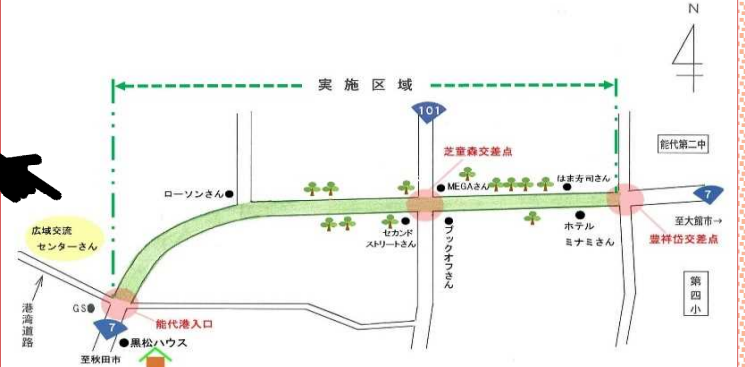 N
実施区域
101
芝童森交差点
能代第二中
MEGAさん
はま寿司さん
ローソンさん
7
至大館市→
広域交流
センターさん
セカンド
ストリートさん
ブックオフさん
ホテル
ミナミさん
豊祥岱交差点
第四小
港湾道路
GS
能代港入口
7
黒松ハウス
至秋田市